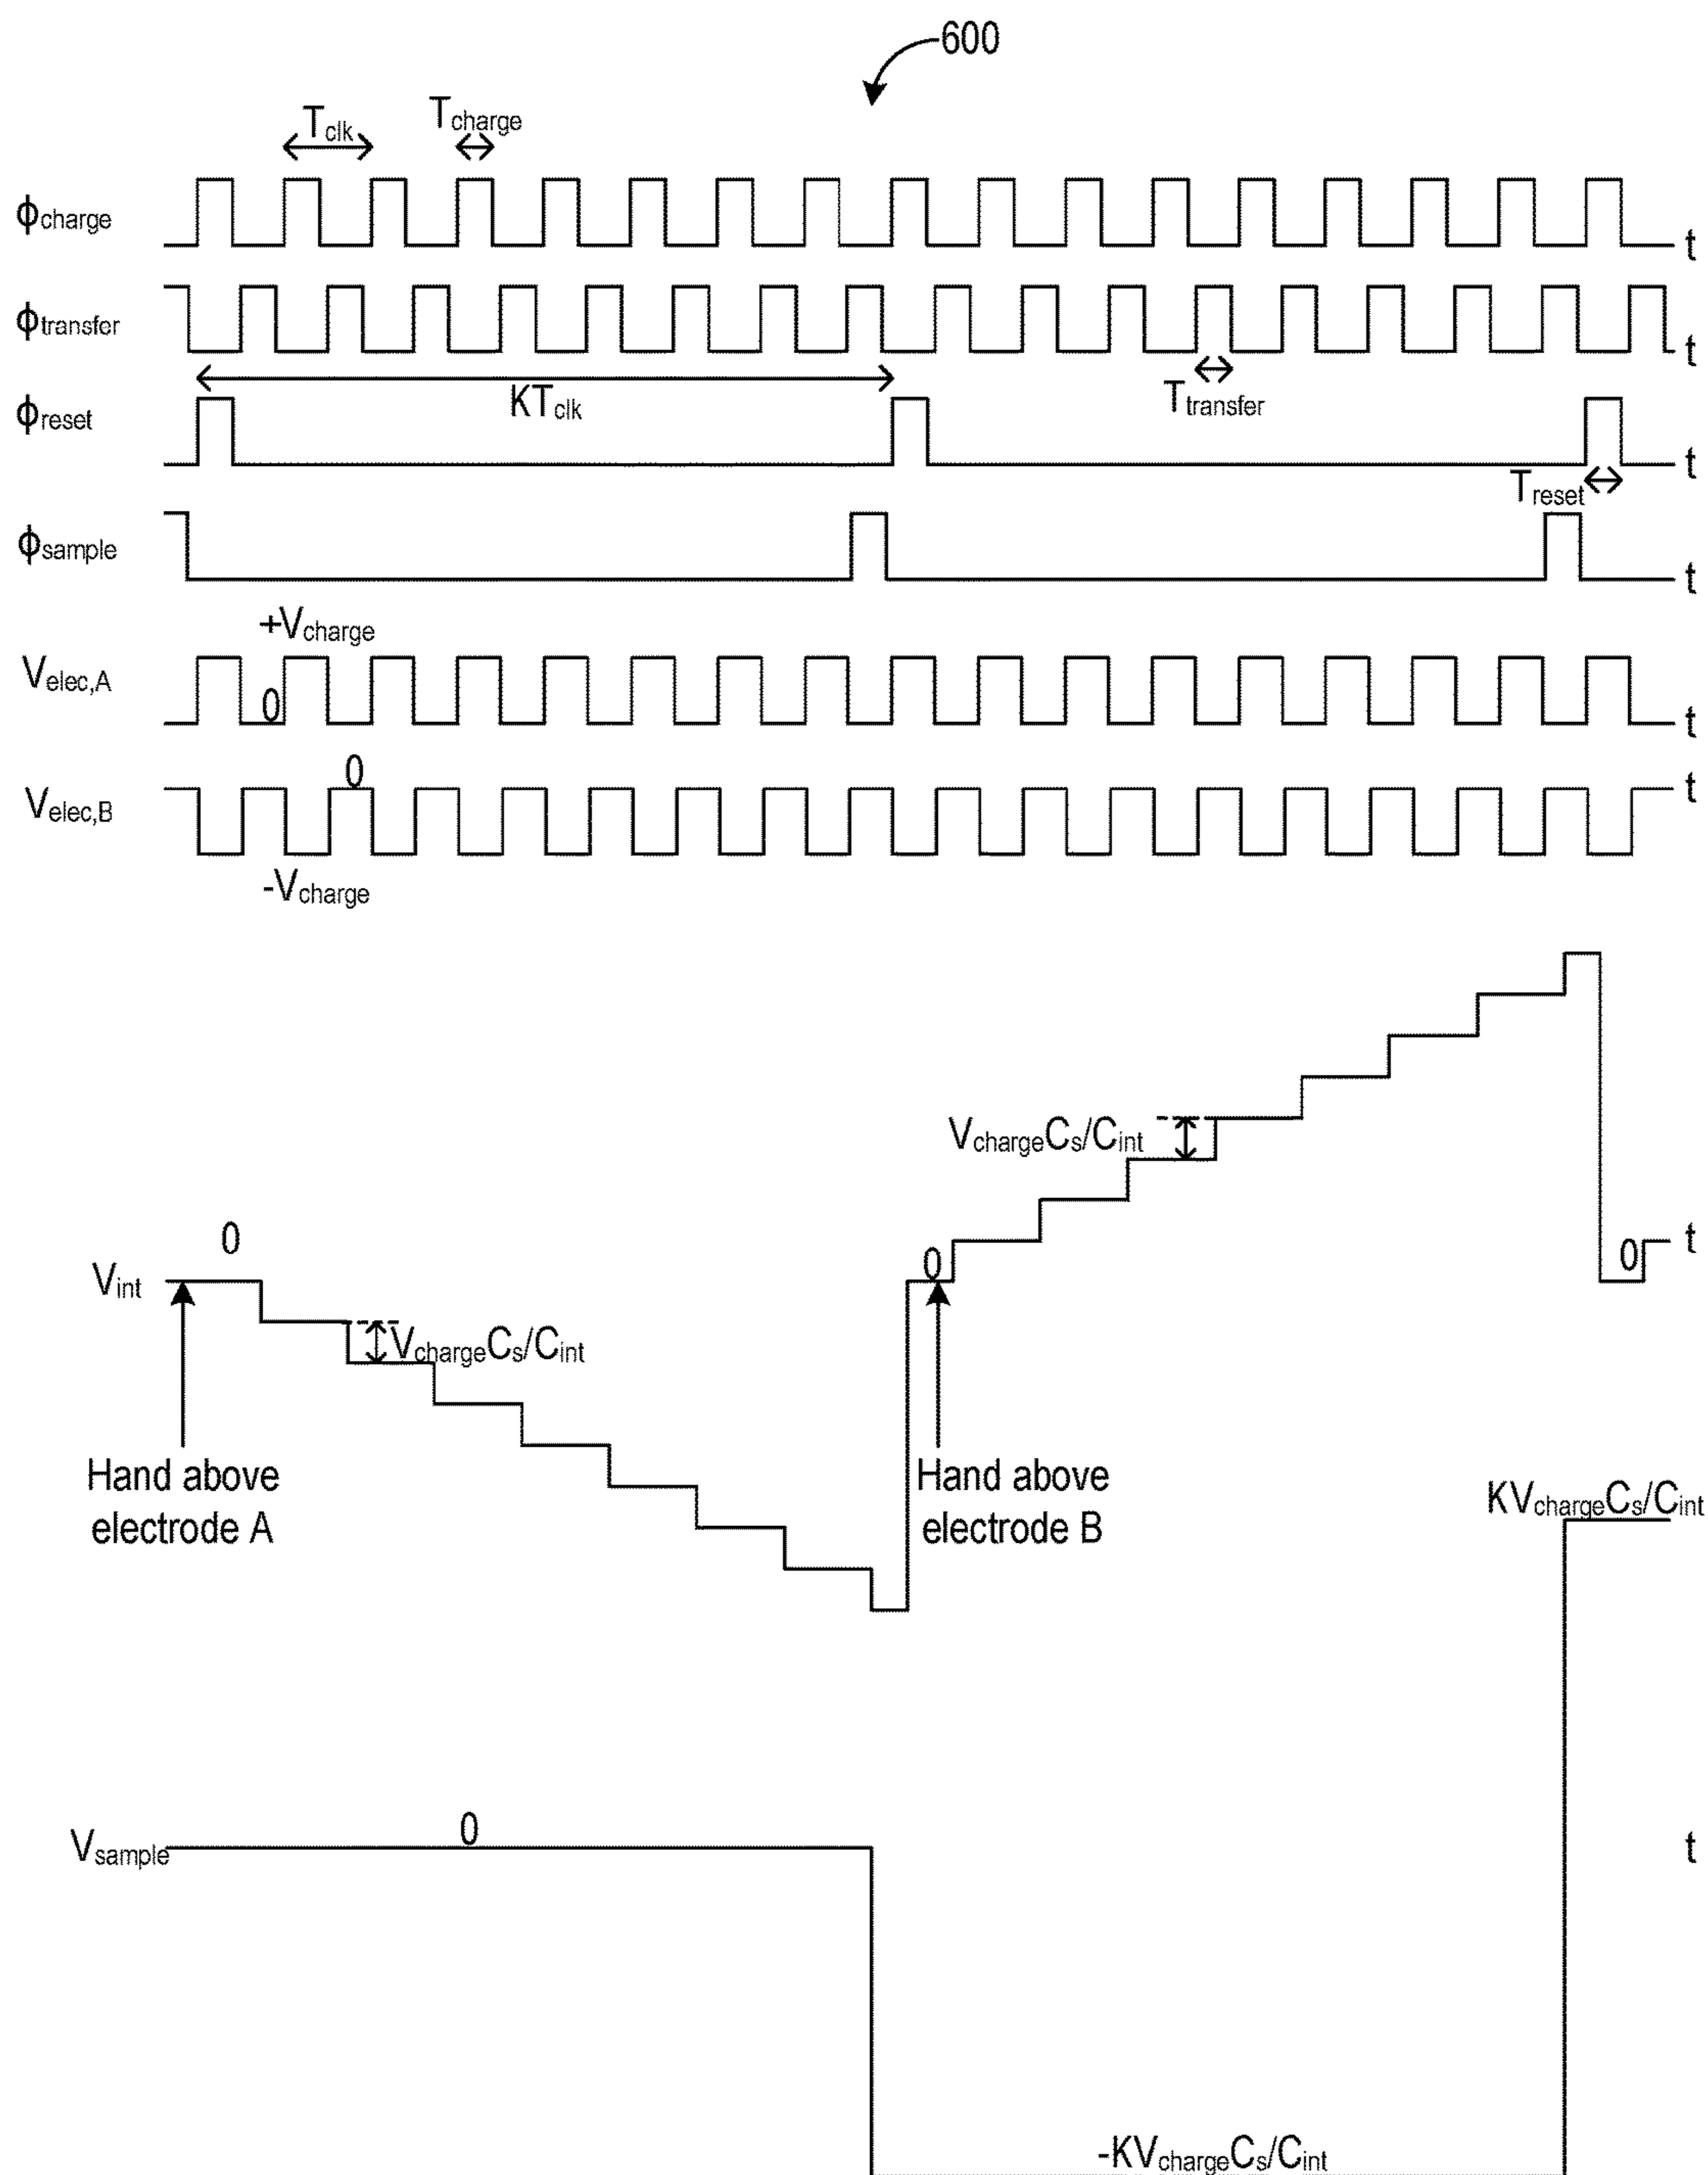 600
Tclk
Tcharge
ϕcharge
t
ϕtransfer
t
KTclk
Ttransfer
ϕreset
t
Treset
ϕsample
t
+Vcharge
Velec,A
0
t
0
Velec,B
t
-Vcharge
VchargeCs/Cint
0
0
0
t
Vint
VchargeCs/Cint
Hand above
electrode A
Hand above
electrode B
KVchargeCs/Cint
0
Vsample
t
-KVchargeCs/Cint